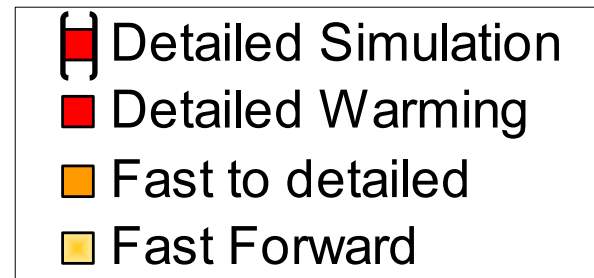 Detailed Simulation
Detailed Warming
Fast to detailed
Fast Forward